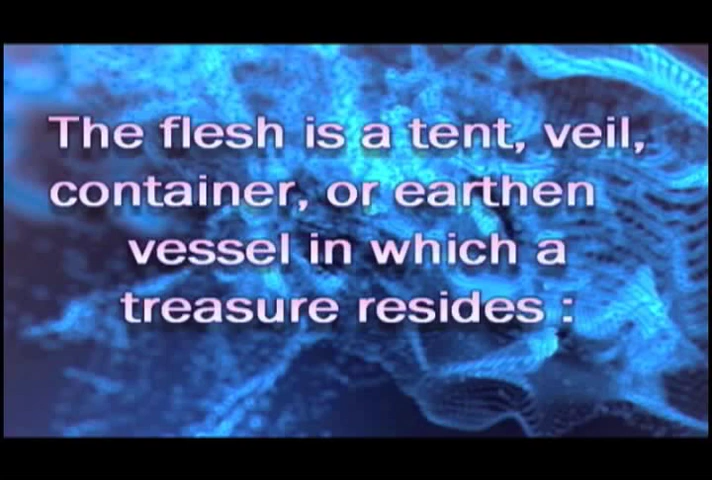 The flesh is a tent, veil,
container, or earthen
vessel in which a
treasure resides :